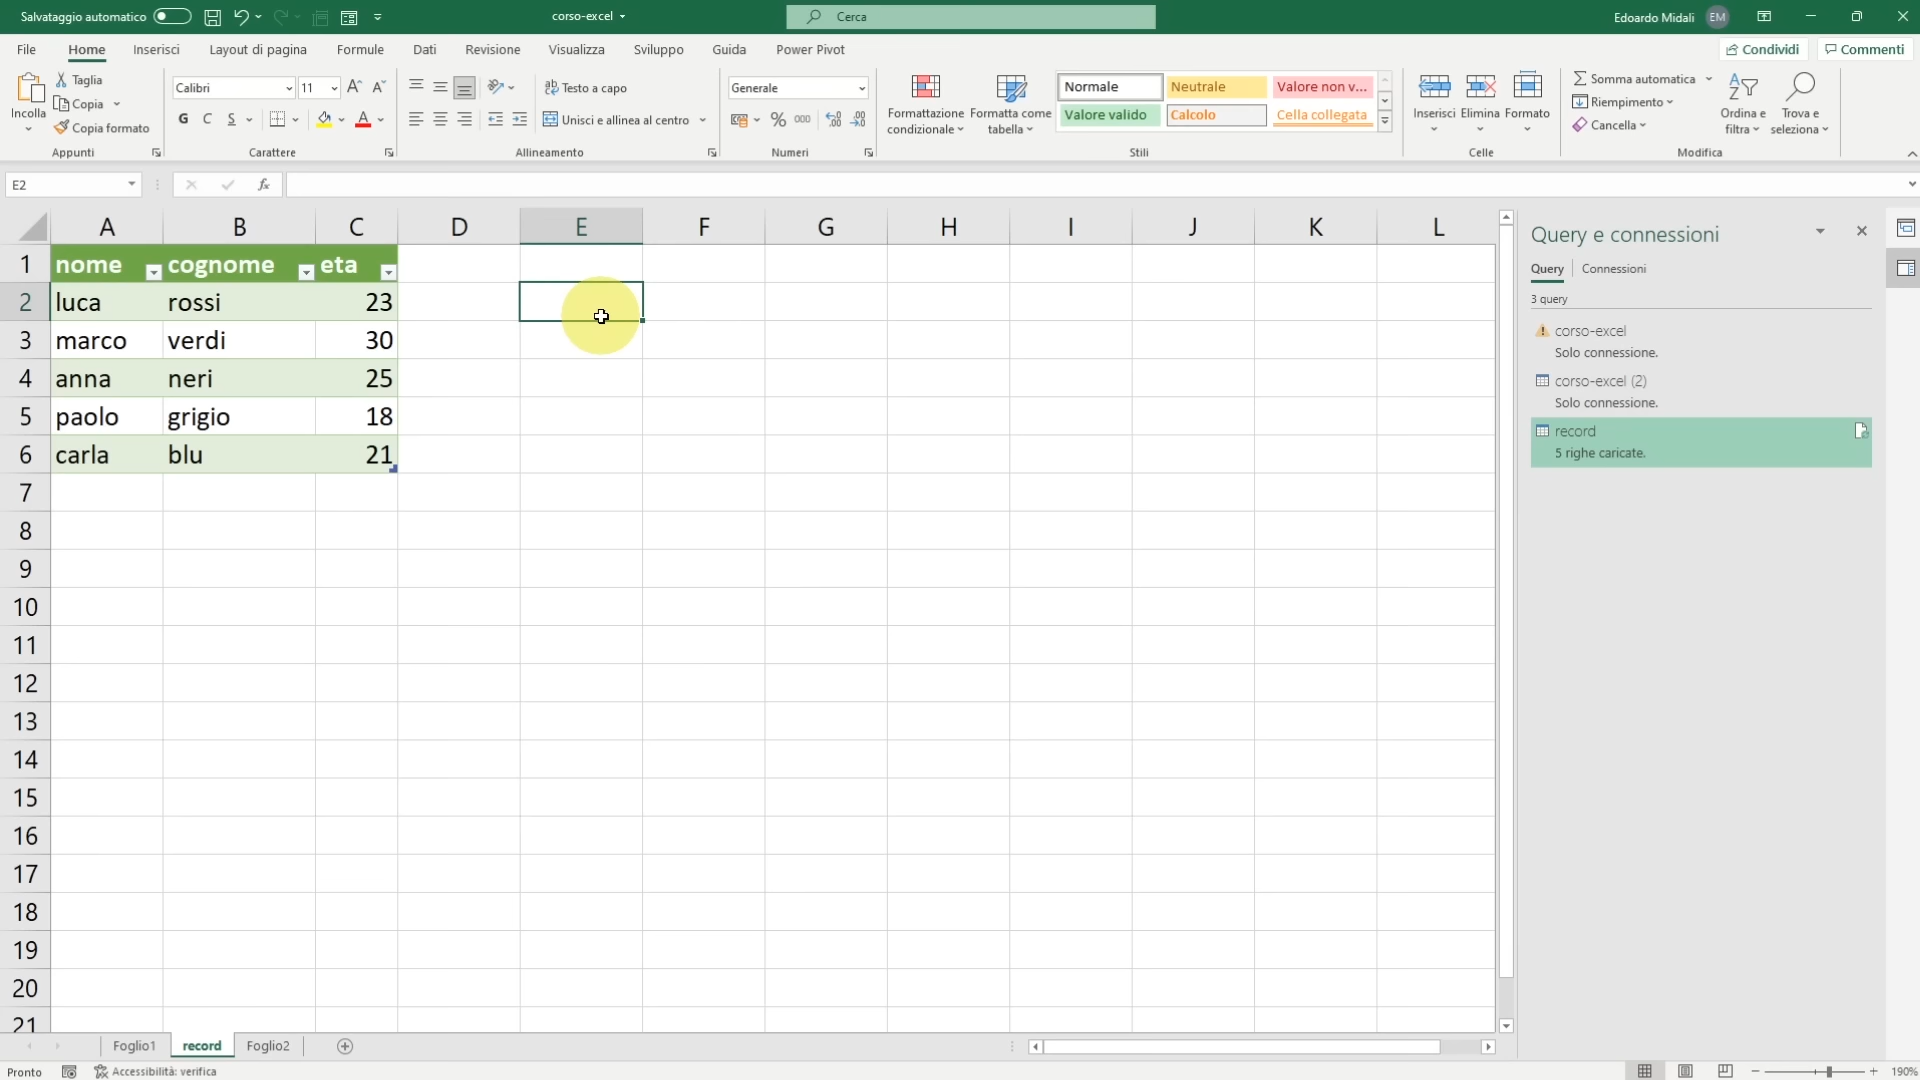 Salvataggio automatico
corso-excel
Cerca
Edoardo Midali EM
File Home Inserisci Layout di pagina Formule Dati Revisione Visualizza Sviluppo Guida Power Pivot
Condividi Commenti
Incolla
Taglia
Copia
Copia formato
Appunti
Calibri 11
G C S
Carattere
Testo a capo
Unisci e allinea al centro
Allineamento
Generale
% 000
Numeri
Formattazione condizionale
Formatta come tabella
Normale Neutrale Valore non v...
Valore valido Calcolo Cella collegata
Stili
Inserisci Elimina Formato
Celle
Somma automatica
Riempimento
Cancella
Ordina e filtra
Trova e seleziona
Modifica
E2
fx
A B C D E F G H I J K L
1 nome cognome eta
2 luca rossi 23
3 marco verdi 30
4 anna neri 25
5 paolo grigio 18
6 carla blu 21
7
8
9
10
11
12
13
14
15
16
17
18
19
20
21
Query e connessioni
Query Connessioni
3 query
corso-excel
Solo connessione.
corso-excel (2)
Solo connessione.
record
5 righe caricate.
Foglio1 record Foglio2
Pronto Accessibilità: verifica
190%